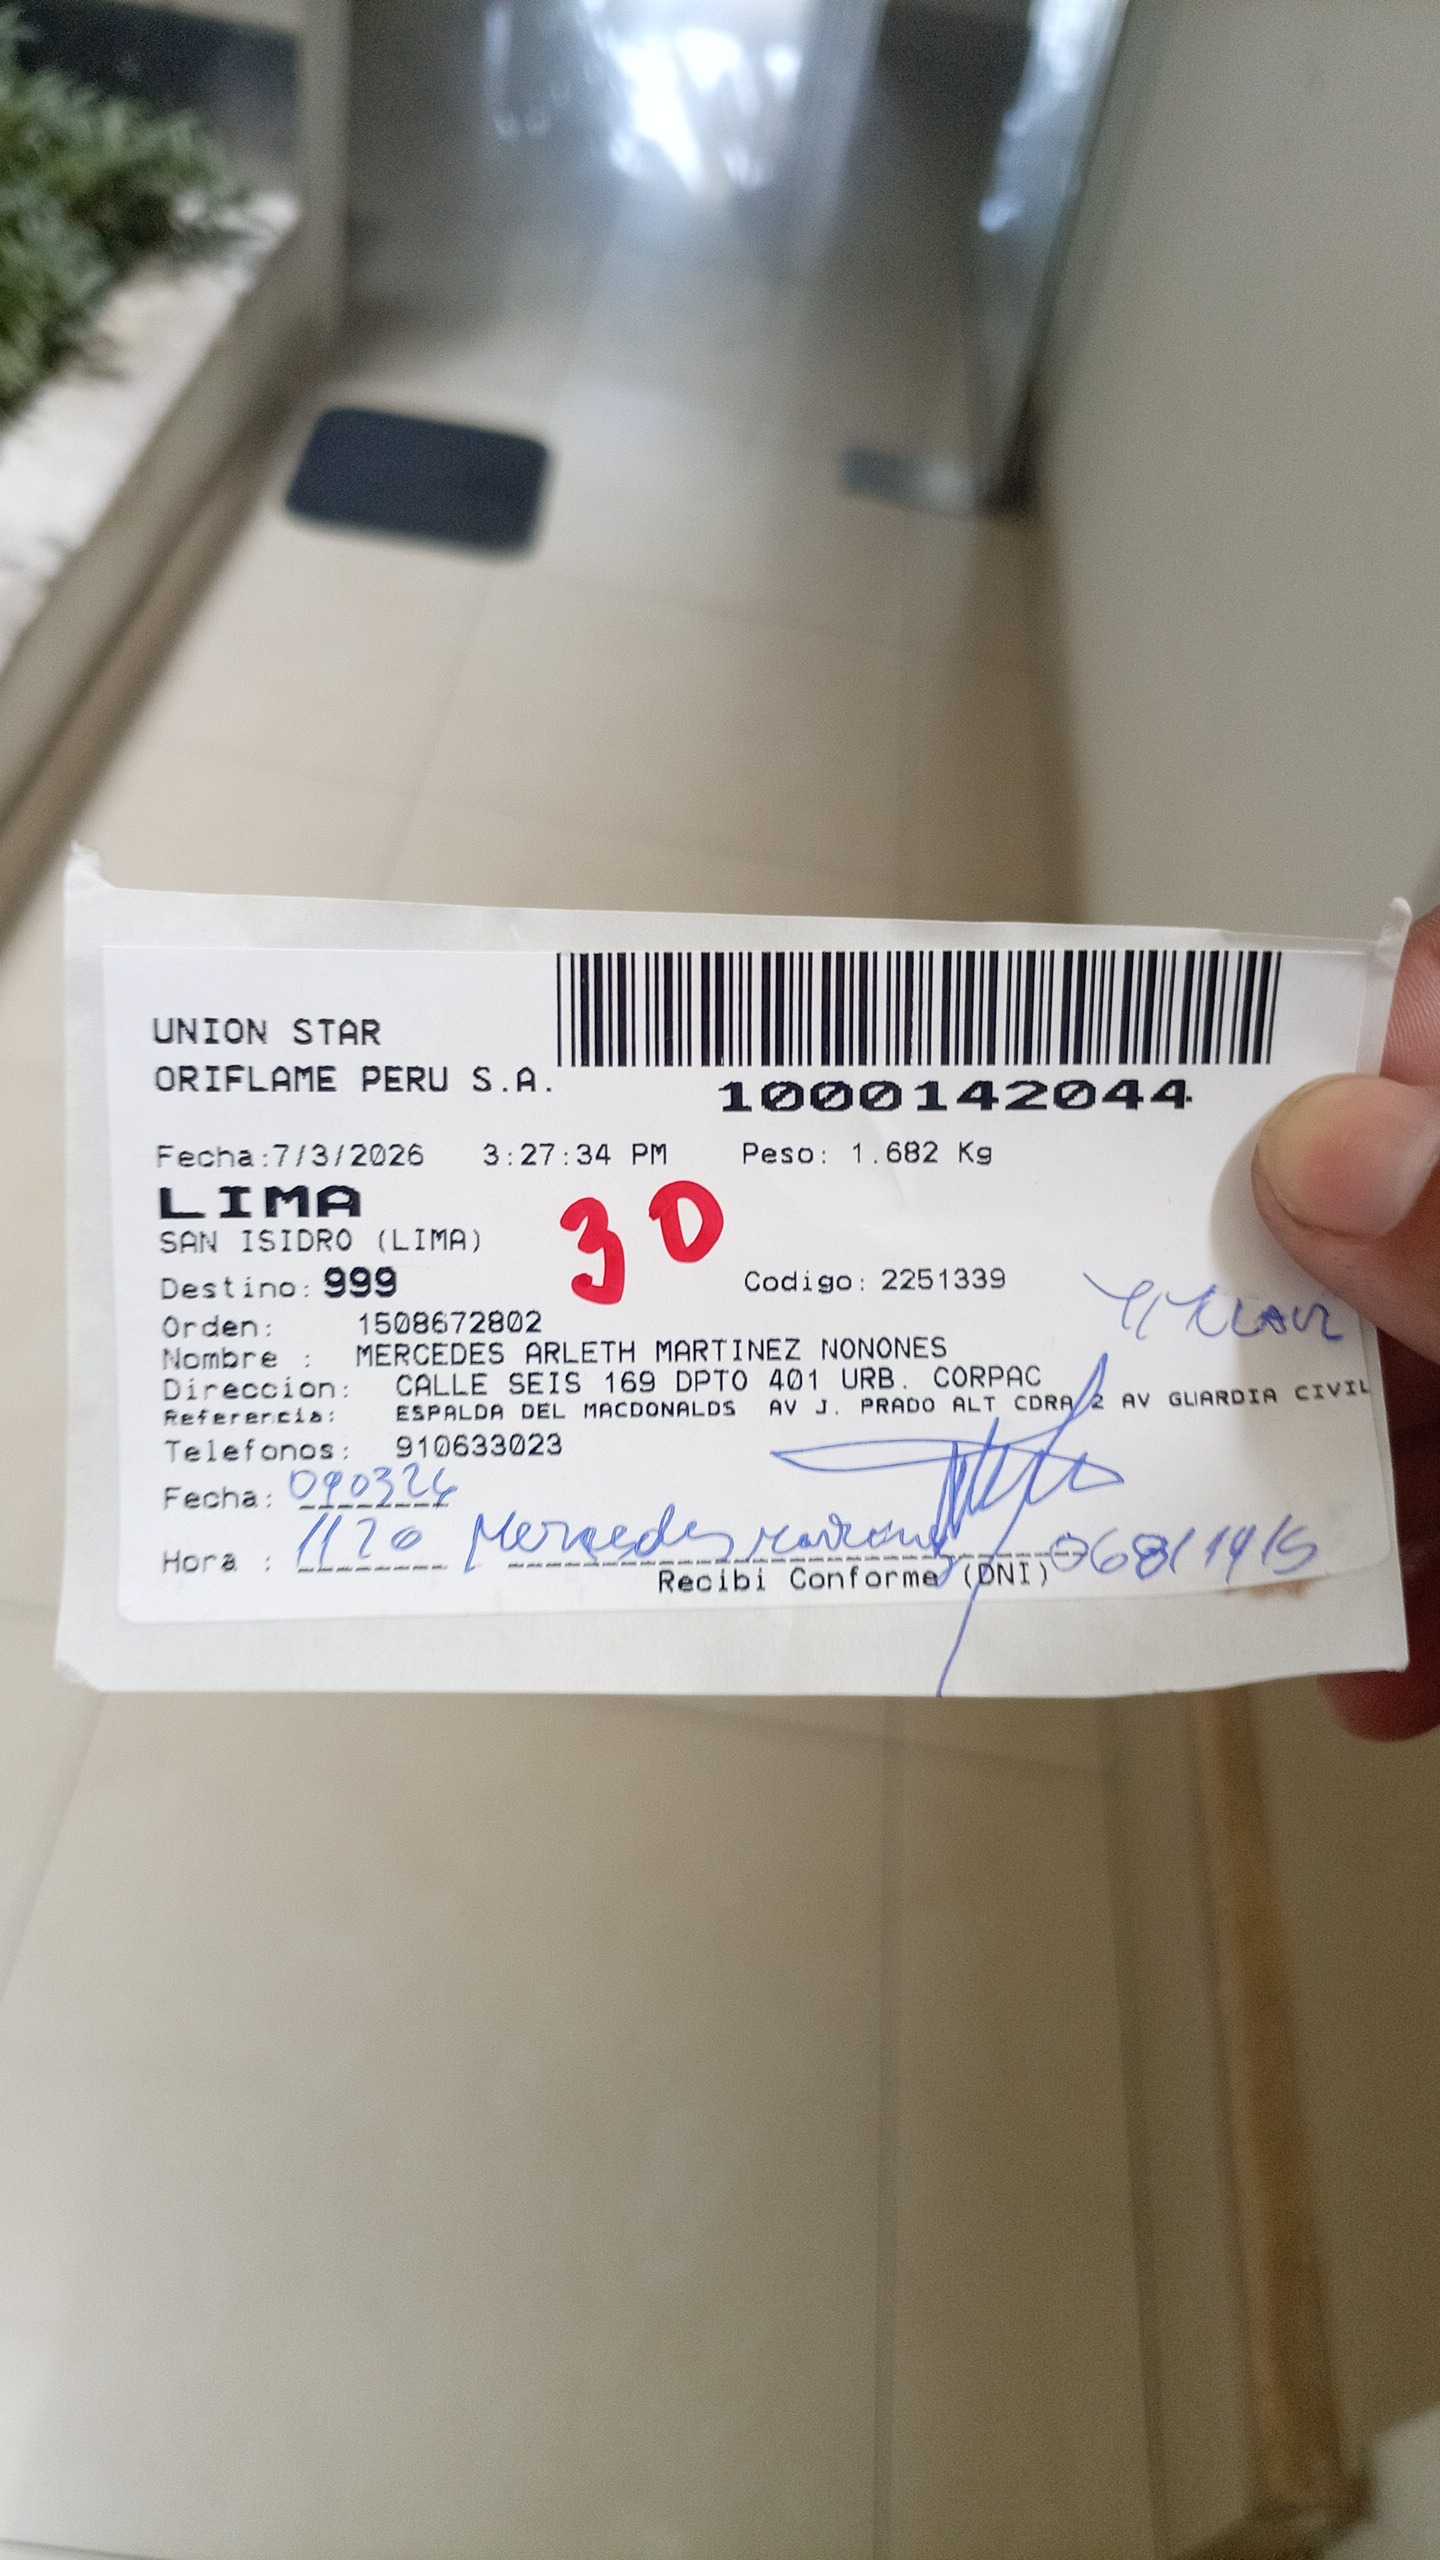 UNION STAR
ORIFLAME PERU S.A.
1000142044
Fecha:7/3/2026 3:27:34 PM Peso: 1.682 Kg
LIMA
SAN ISIDRO (LIMA)
30
Destino: 999 Codigo: 2251339
Orden: 1508672802
Nombre : MERCEDES ARLETH MARTINEZ NONONES
Direccion: CALLE SEIS 169 DPTO 401 URB. CORPAC
Referencia: ESPALDA DEL MACDONALDS AV J. PRADO ALT CDRA 2 AV GUARDIA CIVIL
Telefonos: 910633023
Fecha: 090326
Hora : 1120 Mercedes
Recibi Conforme (DNI)